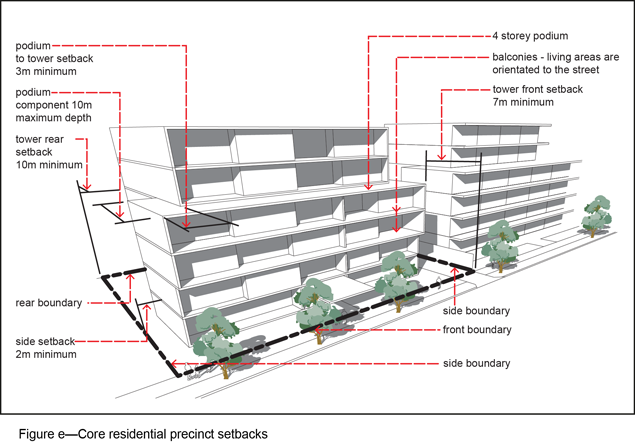 podium
to tower setback
3m minimum
podium
component 10m
maximum depth
tower rear
setback
10m minimum
rear boundary
side setback
2m minimum
4 storey podium
balconies - living areas are
orientated to the street
tower front setback
7m minimum
side boundary
front boundary
side boundary
Figure e—Core residential precinct setbacks